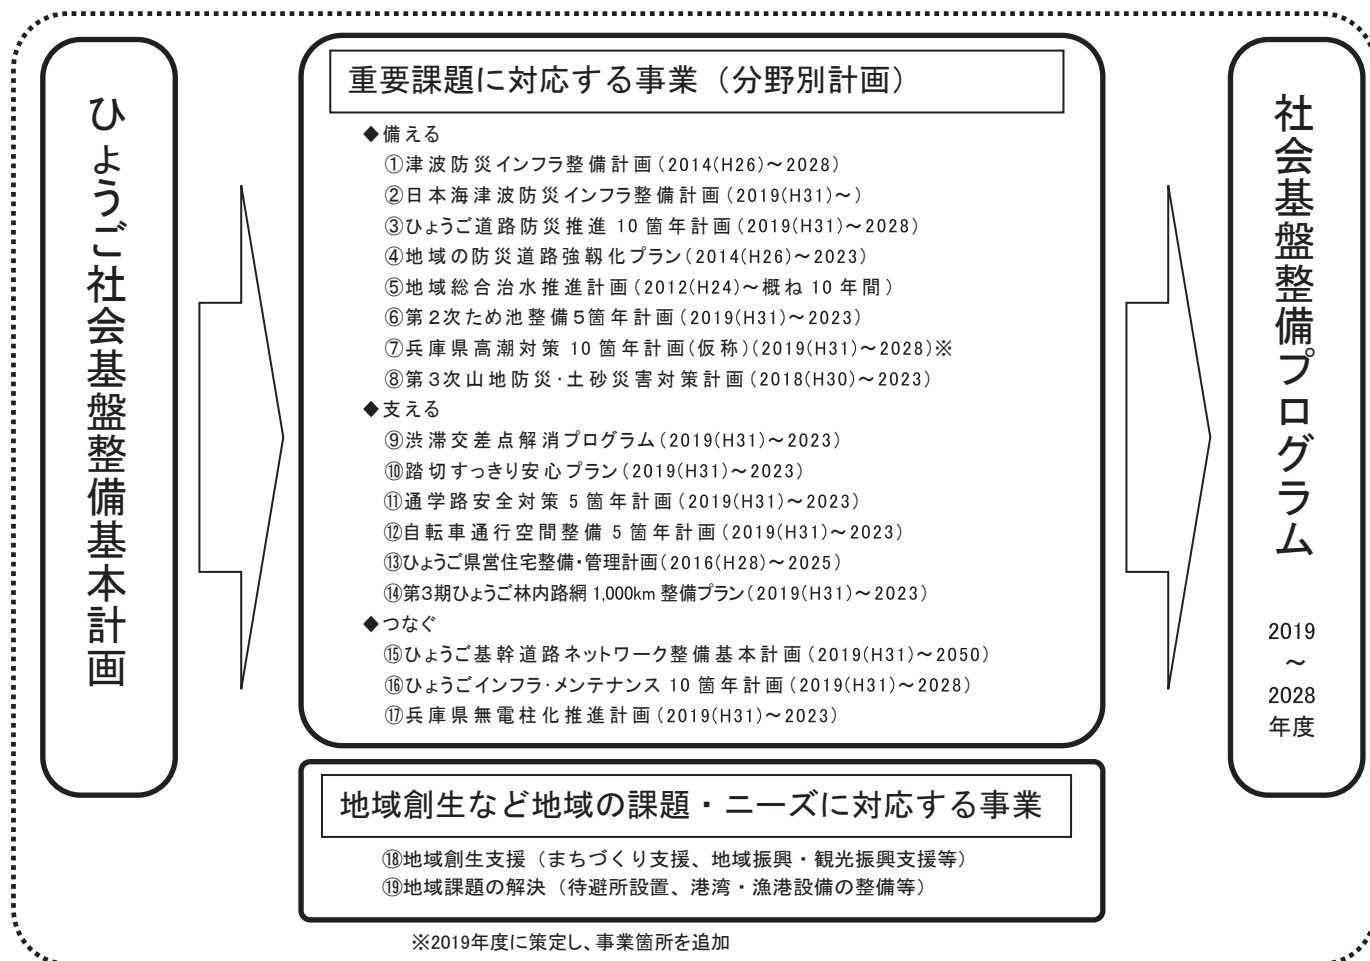 ひょうご社会基盤整備基本計画
重要課題に対応する事業（分野別計画）
◆備える
①津波防災インフラ整備計画（2014(H26)～2028）
②日本海津波防災インフラ整備計画（2019(H31)～）
③ひょうご道路防災推進 10 箇年計画（2019(H31)～2028）
④地域の防災道路強靱化プラン（2014(H26)～2023）
⑤地域総合治水推進計画（2012(H24)～概ね 10 年間）
⑥第２次ため池整備５箇年計画（2019(H31)～2023）
⑦兵庫県高潮対策 10 箇年計画(仮称)（2019(H31)～2028）※
⑧第３次山地防災・土砂災害対策計画（2018(H30)～2023）
◆支える
⑨渋滞交差点解消プログラム（2019(H31)～2023）
⑩踏切すっきり安心プラン（2019(H31)～2023）
⑪通学路安全対策 5 箇年計画（2019(H31)～2023）
⑫自転車通行空間整備 5 箇年計画（2019(H31)～2023）
⑬ひょうご県営住宅整備・管理計画（2016(H28)～2025）
⑭第３期ひょうご林内路網 1,000km 整備プラン（2019(H31)～2023）
◆つなぐ
⑮ひょうご基幹道路ネットワーク整備基本計画（2019(H31)～2050）
⑯ひょうごインフラ・メンテナンス 10 箇年計画（2019(H31)～2028）
⑰兵庫県無電柱化推進計画（2019(H31)～2023）
地域創生など地域の課題・ニーズに対応する事業
⑱地域創生支援（まちづくり支援、地域振興・観光振興支援等）
⑲地域課題の解決（待避所設置、港湾・漁港設備の整備等）
※2019年度に策定し、事業箇所を追加
社会基盤整備プログラム
2019
～
2028
年度